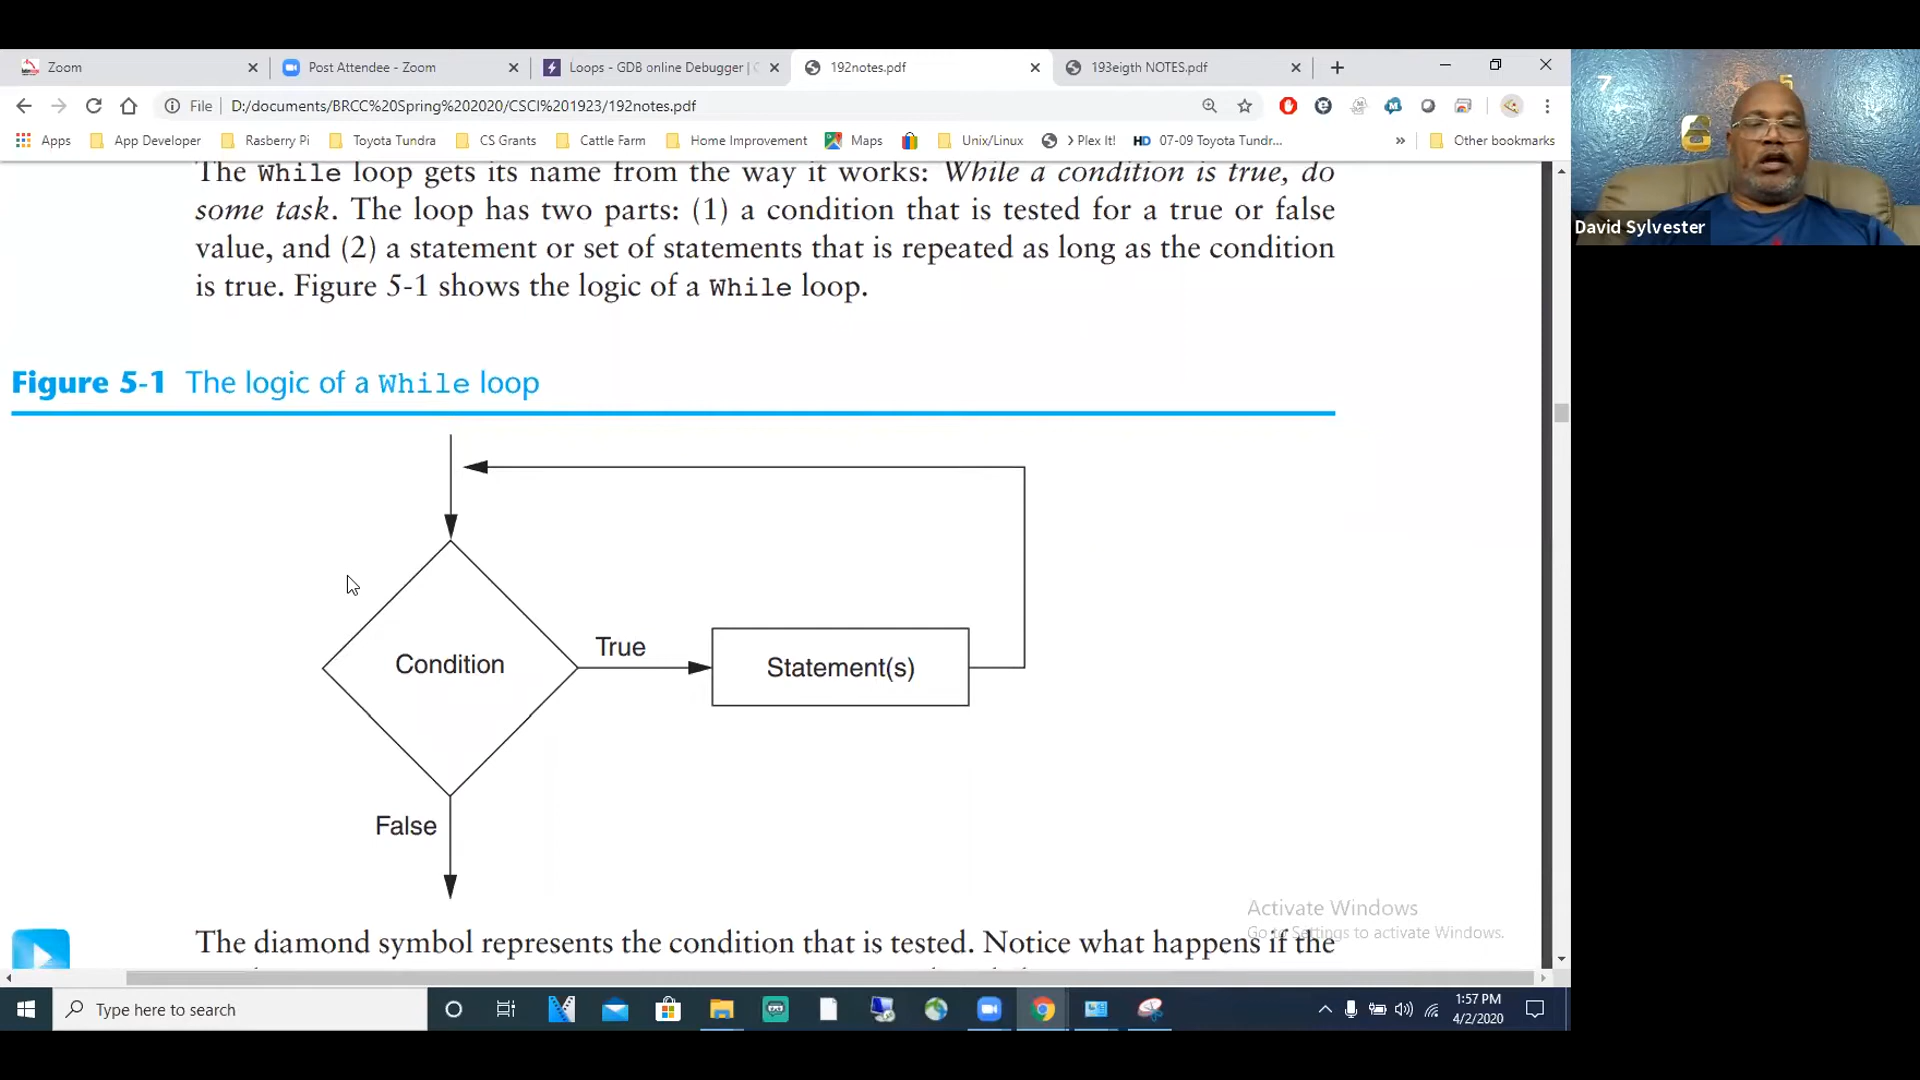 Zoom
Post Attendee - Zoom
Loops - GDB online Debugger |
192notes.pdf
193eigth NOTES.pdf
File | D:/documents/BRCC%20Spring%202020/CSCI%201923/192notes.pdf
Apps App Developer Rasberry Pi Toyota Tundra CS Grants Cattle Farm Home Improvement Maps Unix/Linux > Plex It! HD 07-09 Toyota Tundr... » Other bookmarks
David Sylvester
The While loop gets its name from the way it works: While a condition is true, do
some task. The loop has two parts: (1) a condition that is tested for a true or false
value, and (2) a statement or set of statements that is repeated as long as the condition
is true. Figure 5-1 shows the logic of a While loop.
Figure 5-1 The logic of a While loop
Condition
True
Statement(s)
False
Activate Windows
Go to Settings to activate Windows.
The diamond symbol represents the condition that is tested. Notice what happens if the
Type here to search
1:57 PM
4/2/2020